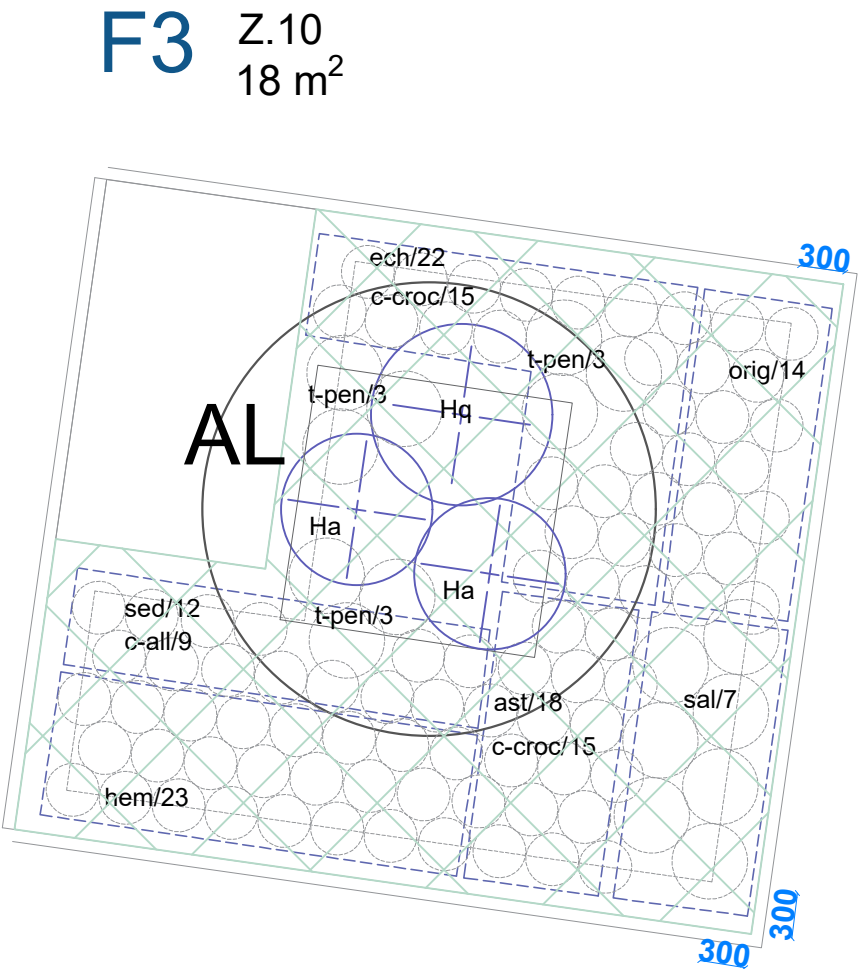 F3
Z.10
18 m²
300
ech/22
c-croc/15
t-pen/3
orig/14
t-pen/3
Hq
AL
Ha
Ha
sed/12
t-pen/3
c-all/9
ast/18
sal/7
c-croc/15
hem/23
300
300